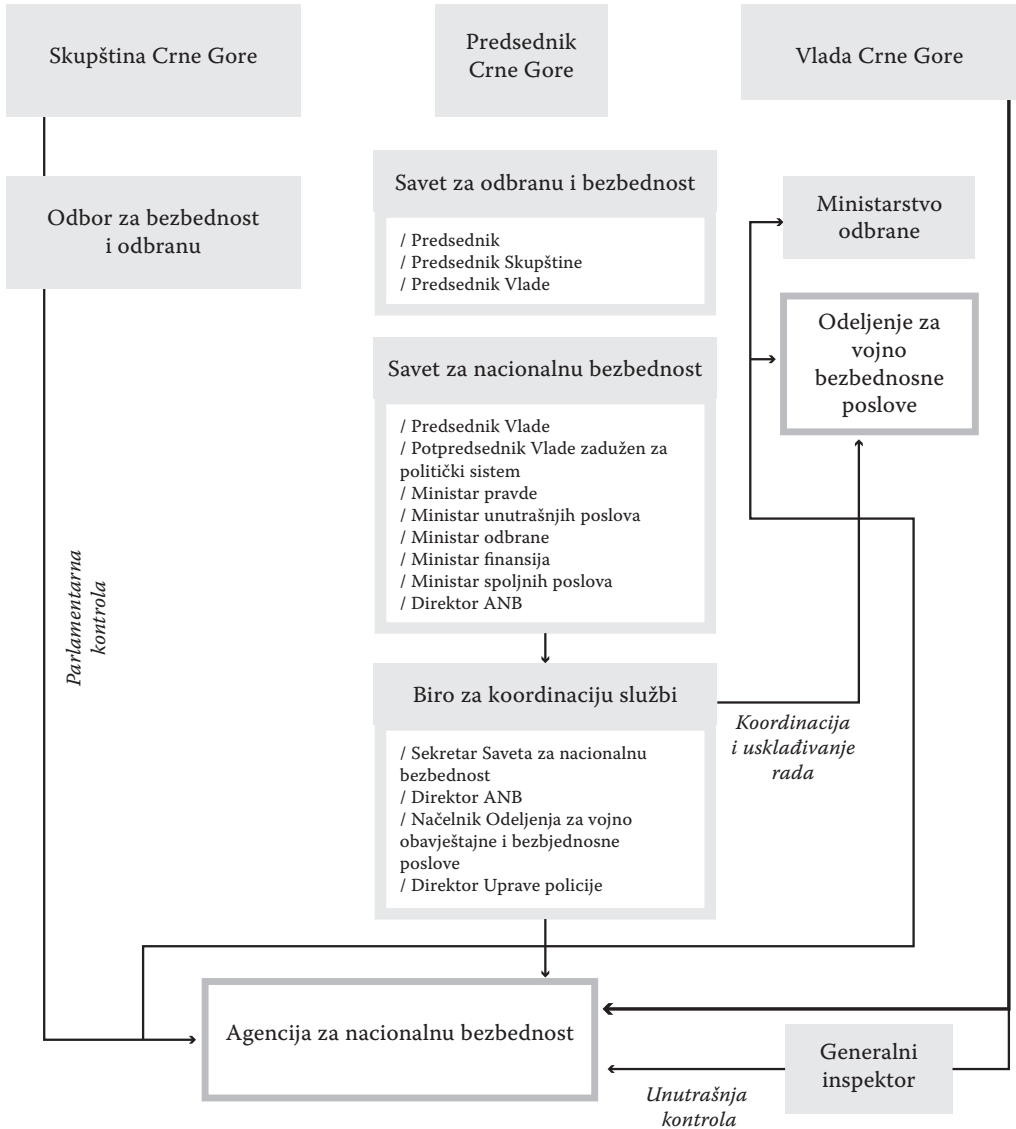 Skupština Crne Gore
Predsednik
Crne Gore
Vlada Crne Gore
Odbor za bezbednost
i odbranu
Savet za odbranu i bezbednost
/ Predsednik
/ Predsednik Skupštine
/ Predsednik Vlade
Ministarstvo
odbrane
Odeljenje za
vojno
bezbednosne
poslove
Savet za nacionalnu bezbednost
/ Predsednik Vlade
/ Potpredsednik Vlade zadužen za
politički sistem
/ Ministar pravde
/ Ministar unutrašnjih poslova
/ Ministar odbrane
/ Ministar finansija
/ Ministar spoljnih poslova
/ Direktor ANB
Parlamentarna
kontrola
Biro za koordinaciju službi
/ Sekretar Saveta za nacionalnu
bezbednost
/ Direktor ANB
/ Načelnik Odeljenja za vojno
obavještajne i bezbjednosne
poslove
/ Direktor Uprave policije
Koordinacija
i usklađivanje
rada
Agencija za nacionalnu bezbednost
Generalni
inspektor
Unutrašnja
kontrola